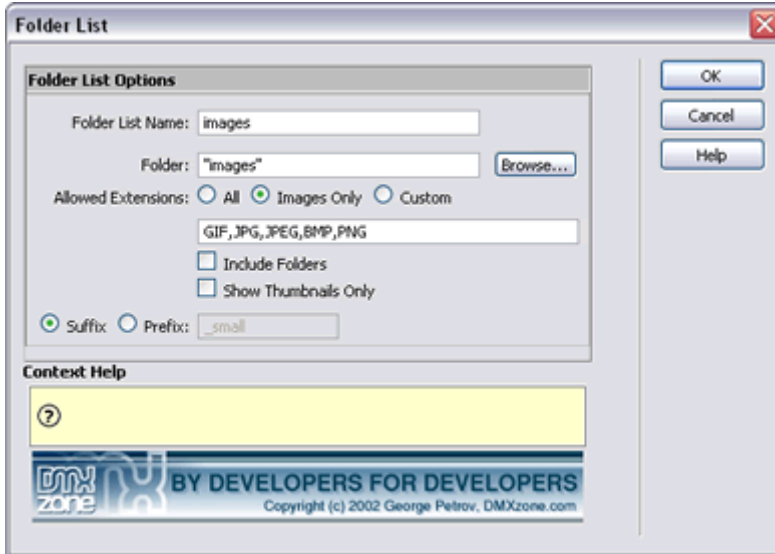 Folder List
Folder List Options
Folder List Name: images
Folder: "images" Browse...
Allowed Extensions: All Images Only Custom
GIF,JPG,JPEG,BMP,PNG
Include Folders
Show Thumbnails Only
Suffix Prefix: _small
OK
Cancel
Help
Context Help
?
DMX zone BY DEVELOPERS FOR DEVELOPERS
Copyright (c) 2002 George Petrov, DMXzone.com